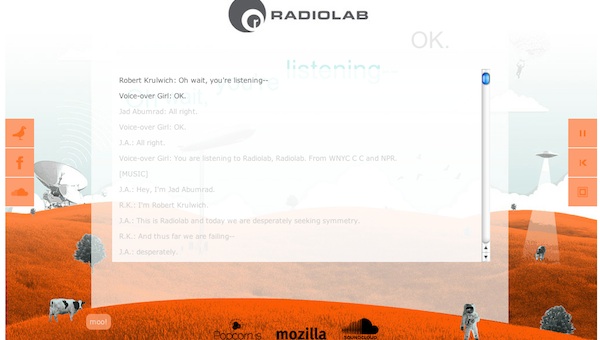 RADIOLAB
OK.
listening--
Robert Krulwich: Oh wait, you're listening--
Voice-over Girl: OK.
Jad Abumrad: All right.
Voice-over Girl: OK.
J.A.: All right.
Voice-over Girl: You are listening to Radiolab, Radiolab. From WNYC C C and NPR.
[MUSIC]
J.A.: Hey, I'm Jad Abumrad.
R.K.: I'm Robert Krulwich.
J.A.: This is Radiolab and today we are desperately seeking symmetry.
R.K.: And thus far we are failing--
J.A.: desperately.
moo!
Popcorn.js
mozilla
SOUNDCLOUD